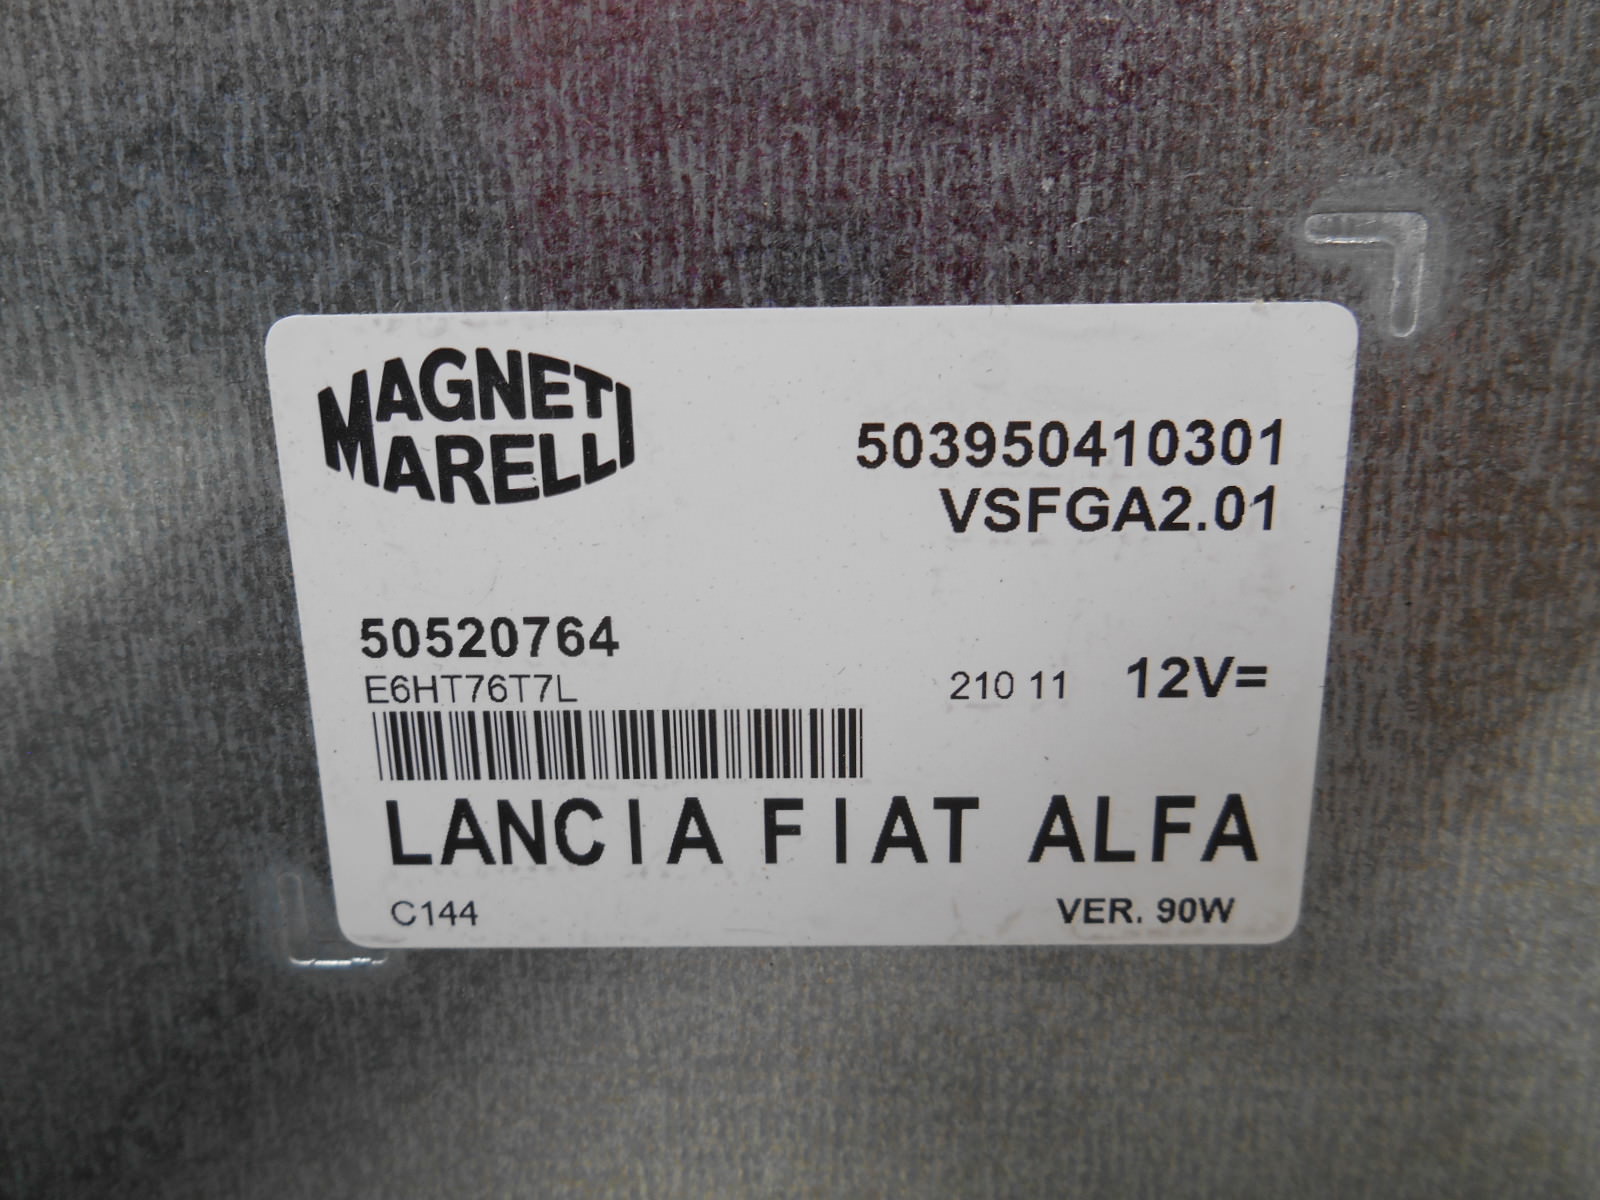 MAGNETI
MARELLI
503950410301
VSFGA2.01
50520764
E6HT76T7L
210 11 12V=
LANCIA FIAT ALFA
C144 VER. 90W